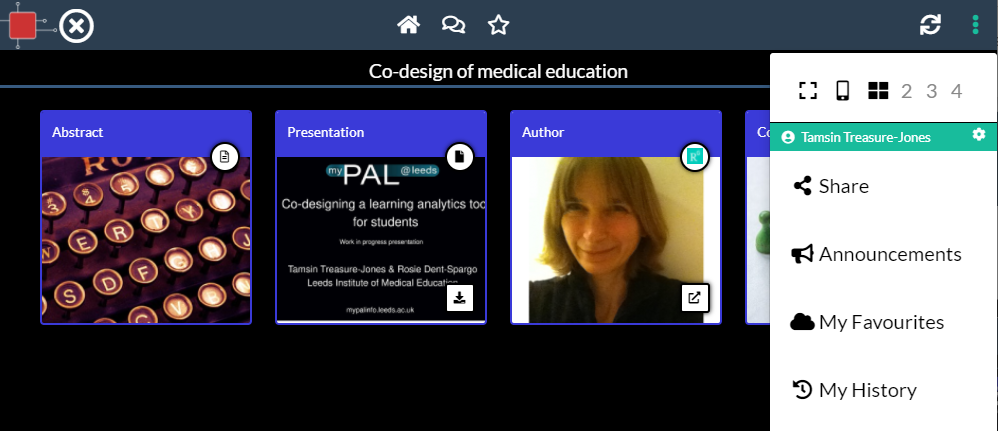 Co-design of medical education
2 3 4
Tamsin Treasure-Jones
Share
Announcements
My Favourites
My History
Abstract
W E R T Y
S D F G J
C V B
Presentation
my PAL @leeds
Co-designing a learning analytics too
for students
Work in progress presentation
Tamsin Treasure-Jones & Rosie Dent-Spargo
Leeds Institute of Medical Education
mypalinfo.leeds.ac.uk
Author
R
Co